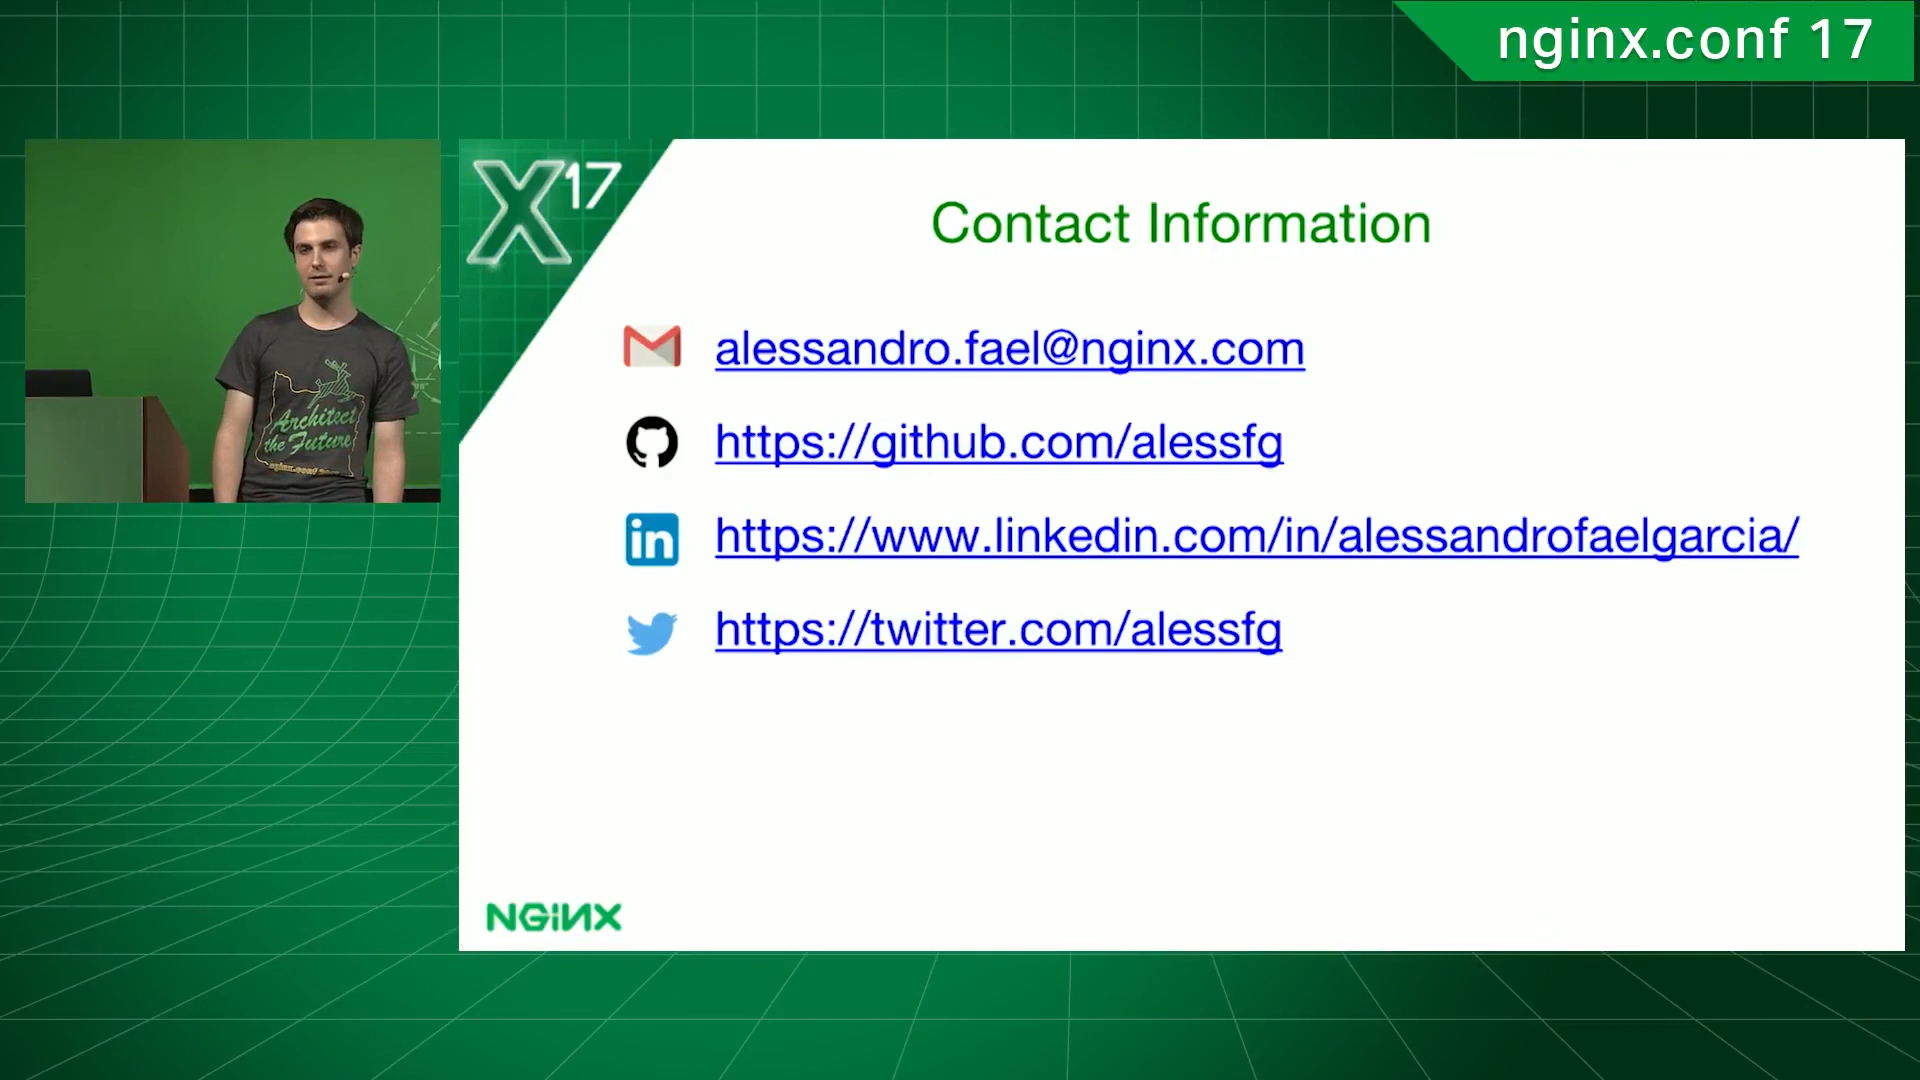 nginx.conf 17
X17
Contact Information
alessandro.fael@nginx.com
https://github.com/alessfg
in https://www.linkedin.com/in/alessandrofaelgarcia/
https://twitter.com/alessfg
Architect
the Future
NGINX